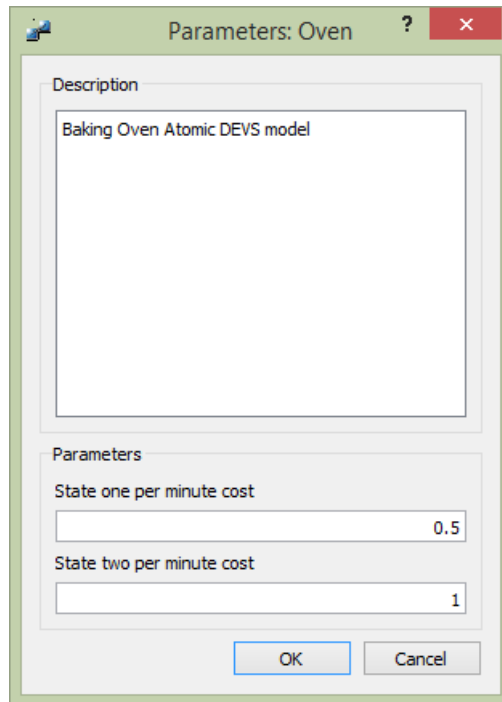 Parameters: Oven
?
Description
Baking Oven Atomic DEVS model
Parameters
State one per minute cost
0.5
State two per minute cost
1
OK Cancel